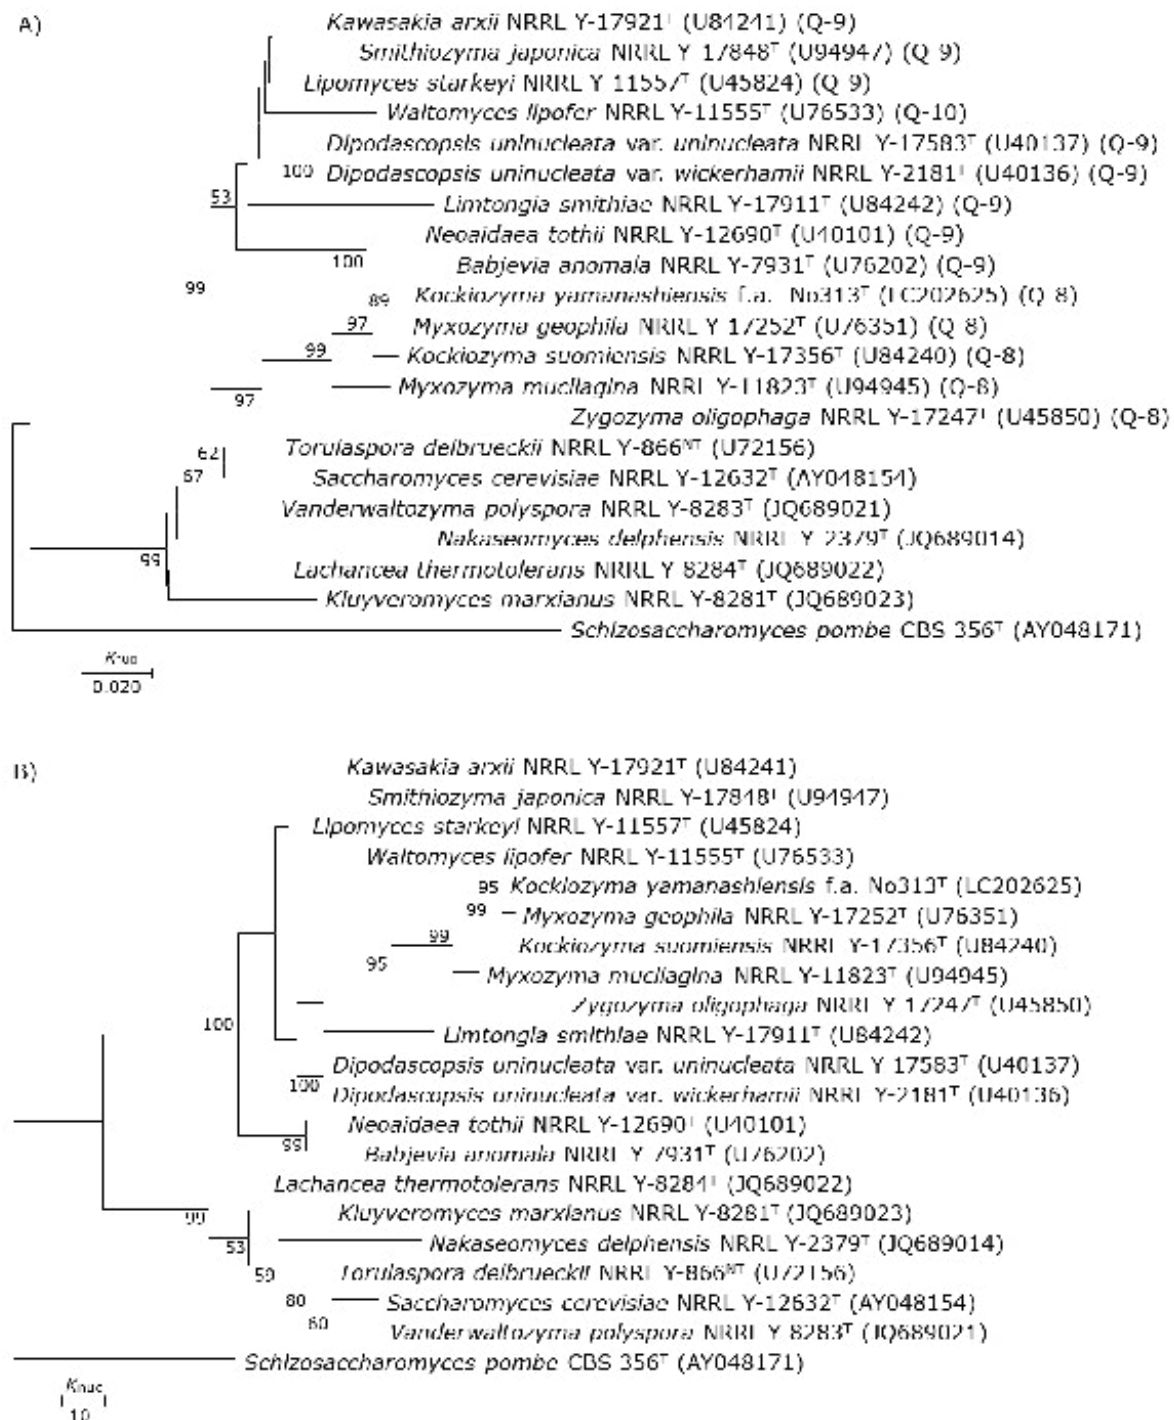 A)
Kawasakia arxii NRRL Y-17921ᵀ (U84241) (Q-9)
Smithiozyma japonica NRRL Y-17848ᵀ (U94947) (Q-9)
Lipomyces starkeyi NRRL Y-11557ᵀ (U45824) (Q-9)
Waltomyces lipofer NRRL Y-11555ᵀ (U76533) (Q-10)
Dipodascopsis uninucleata var. uninucleata NRRL Y-17583ᵀ (U40137) (Q-9)
100 Dipodascopsis uninucleata var. wickerhamii NRRL Y-2181ᵀ (U40136) (Q-9)
53 Limtongia smithiae NRRL Y-17911ᵀ (U84242) (Q-9)
Neoaidaea tothii NRRL Y-12690ᵀ (U40101) (Q-9)
100 Babjevia anomala NRRL Y-7931ᵀ (U76202) (Q-9)
99 89 Kockiozyma yamanashiensis f.a. No313ᵀ (LC202625) (Q-8)
97 Myxozyma geophila NRRL Y-17252ᵀ (U76351) (Q-8)
99 Kockiozyma suomiensis NRRL Y-17356ᵀ (U84240) (Q-8)
97 Myxozyma mucilagina NRRL Y-11823ᵀ (U94945) (Q-8)
Zygozyma oligophaga NRRL Y-17247ᵀ (U45850) (Q-8)
62 Torulaspora delbrueckii NRRL Y-866ᴺᵀ (U72156)
67 Saccharomyces cerevisiae NRRL Y-12632ᵀ (AY048154)
Vanderwaltozyma polyspora NRRL Y-8283ᵀ (JQ689021)
Nakaseomyces delphensis NRRL Y-2379ᵀ (JQ689014)
99 Lachancea thermotolerans NRRL Y-8284ᵀ (JQ689022)
Kluyveromyces marxianus NRRL Y-8281ᵀ (JQ689023)
Schizosaccharomyces pombe CBS 356ᵀ (AY048171)
Knuc
0.020
B)
Kawasakia arxii NRRL Y-17921ᵀ (U84241)
Smithiozyma japonica NRRL Y-17848ᵀ (U94947)
Lipomyces starkeyi NRRL Y-11557ᵀ (U45824)
Waltomyces lipofer NRRL Y-11555ᵀ (U76533)
95 Kockiozyma yamanashiensis f.a. No313ᵀ (LC202625)
99 Myxozyma geophila NRRL Y-17252ᵀ (U76351)
99 Kockiozyma suomiensis NRRL Y-17356ᵀ (U84240)
95 Myxozyma mucilagina NRRL Y-11823ᵀ (U94945)
Zygozyma oligophaga NRRL Y-17247ᵀ (U45850)
100 Limtongia smithiae NRRL Y-17911ᵀ (U84242)
Dipodascopsis uninucleata var. uninucleata NRRL Y-17583ᵀ (U40137)
100 Dipodascopsis uninucleata var. wickerhamii NRRL Y-2181ᵀ (U40136)
Neoaidaea tothii NRRL Y-12690ᵀ (U40101)
99 Babjevia anomala NRRL Y-7931ᵀ (U76202)
Lachancea thermotolerans NRRL Y-8284ᵀ (JQ689022)
99 Kluyveromyces marxianus NRRL Y-8281ᵀ (JQ689023)
53 Nakaseomyces delphensis NRRL Y-2379ᵀ (JQ689014)
59 Torulaspora delbrueckii NRRL Y-866ᴺᵀ (U72156)
80 Saccharomyces cerevisiae NRRL Y-12632ᵀ (AY048154)
60 Vanderwaltozyma polyspora NRRL Y-8283ᵀ (JQ689021)
Schizosaccharomyces pombe CBS 356ᵀ (AY048171)
Knuc
10